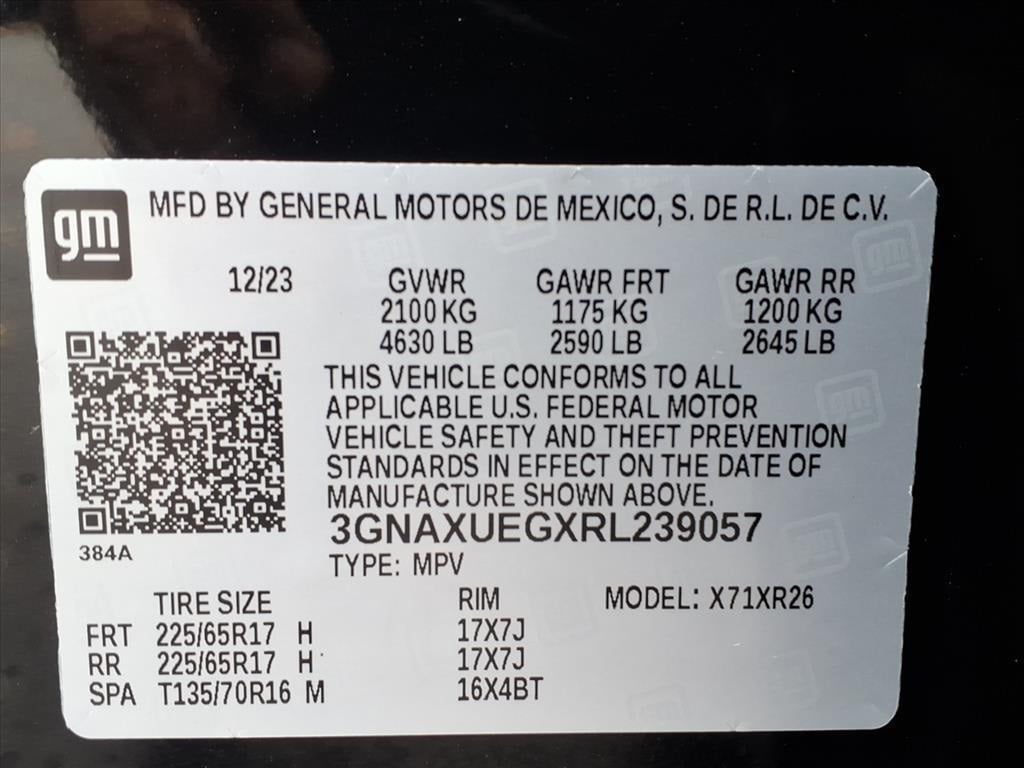 gm
MFD BY GENERAL MOTORS DE MEXICO, S. DE R.L. DE C.V.
12/23 GVWR GAWR FRT GAWR RR
2100 KG 1175 KG 1200 KG
4630 LB 2590 LB 2645 LB
THIS VEHICLE CONFORMS TO ALL
APPLICABLE U.S. FEDERAL MOTOR
VEHICLE SAFETY AND THEFT PREVENTION
STANDARDS IN EFFECT ON THE DATE OF
MANUFACTURE SHOWN ABOVE.
3GNAXUEGXRL239057
384A
TYPE: MPV
TIRE SIZE RIM MODEL: X71XR26
FRT 225/65R17 H 17X7J
RR 225/65R17 H 17X7J
SPA T135/70R16 M 16X4BT